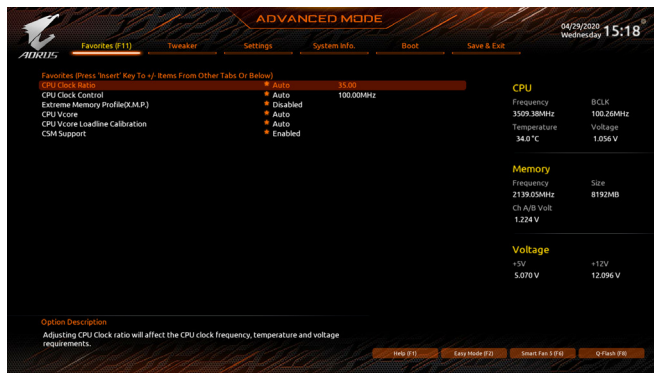 ADVANCED MODE
04/29/2020
Wednesday 15:18
AORUS
Favorites (F11) Tweaker Settings System Info. Boot Save & Exit
Favorites (Press 'Insert' Key To +/- Items From Other Tabs Or Below)
CPU Clock Ratio Auto 35.00
CPU Clock Control Auto 100.00MHz
Extreme Memory Profile(X.M.P.) Disabled
CPU Vcore Auto
CPU Vcore Loadline Calibration Auto
CSM Support Enabled
CPU
Frequency BCLK
3509.38MHz 100.26MHz
Temperature Voltage
34.0 °C 1.056 V
Memory
Frequency Size
2139.05MHz 8192MB
Ch A/B Volt
1.224 V
Voltage
+5V +12V
5.070 V 12.096 V
Option Description
Adjusting CPU Clock ratio will affect the CPU clock frequency, temperature and voltage
requirements.
Help (F1) Easy Mode (F2) Smart Fan 5 (F6) Q-Flash (F8)